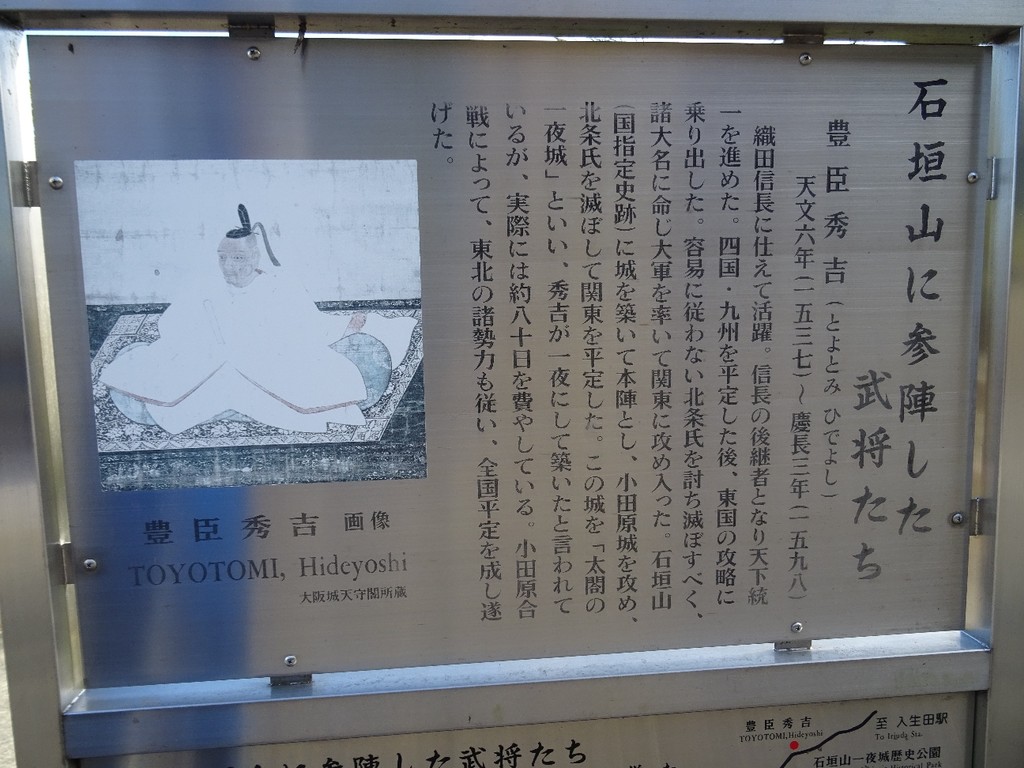 石垣山に参陣した
武将たち
豊臣秀吉(とよとみ ひでよし)
天文六年(一五三七)~慶長三年(一五九八)
織田信長に仕えて活躍。信長の後継者となり天下統
一を進めた。四国・九州を平定した後、東国の攻略に
乗り出した。容易に従わない北条氏を討ち滅ぼすべく、
諸大名に命じ大軍を率いて関東に攻め入った。石垣山
(国指定史跡)に城を築いて本陣とし、小田原城を攻め、
北条氏を滅ぼして関東を平定した。この城を「太閤の
一夜城」といい、秀吉が一夜にして築いたと言われて
いるが、実際には約八十日を費やしている。小田原合
戦によって、東北の諸勢力も従い、全国平定を成し遂
げた。
豊臣秀吉 画像
TOYOTOMI, Hideyoshi
大阪城天守閣所蔵
参陣した武将たち
豊臣秀吉
TOYOTOMI,Hideyoshi
至 入生田駅
To Iriuda Sta.
石垣山一夜城歴史公園
Historical Park